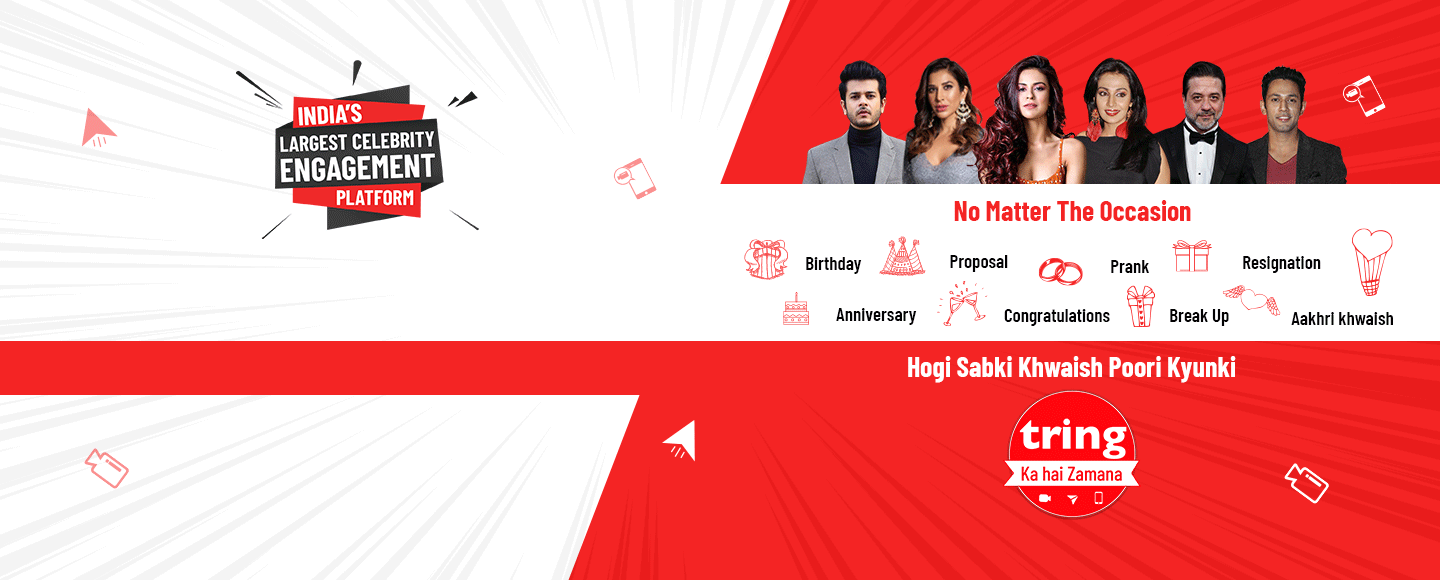 INDIA'S
LARGEST CELEBRITY
ENGAGEMENT
PLATFORM
No Matter The Occasion
Birthday
Proposal
Prank
Resignation
Anniversary
Congratulations
Break Up
Aakhri khwaish
Hogi Sabki Khwaish Poori Kyunki
tring
Ka hai Zamana